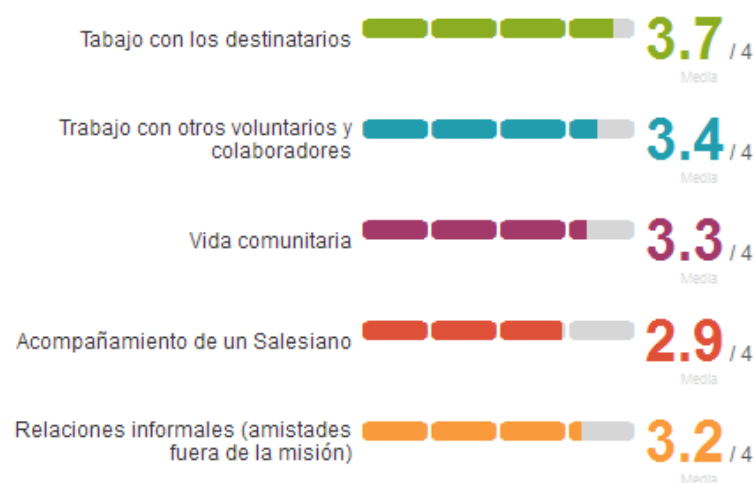 Tabajo con los destinatarios
3.7 / 4
Media
Trabajo con otros voluntarios y
colaboradores
3.4 / 4
Media
Vida comunitaria
3.3 / 4
Media
Acompañamiento de un Salesiano
2.9 / 4
Media
Relaciones informales (amistades
fuera de la misión)
3.2 / 4
Media